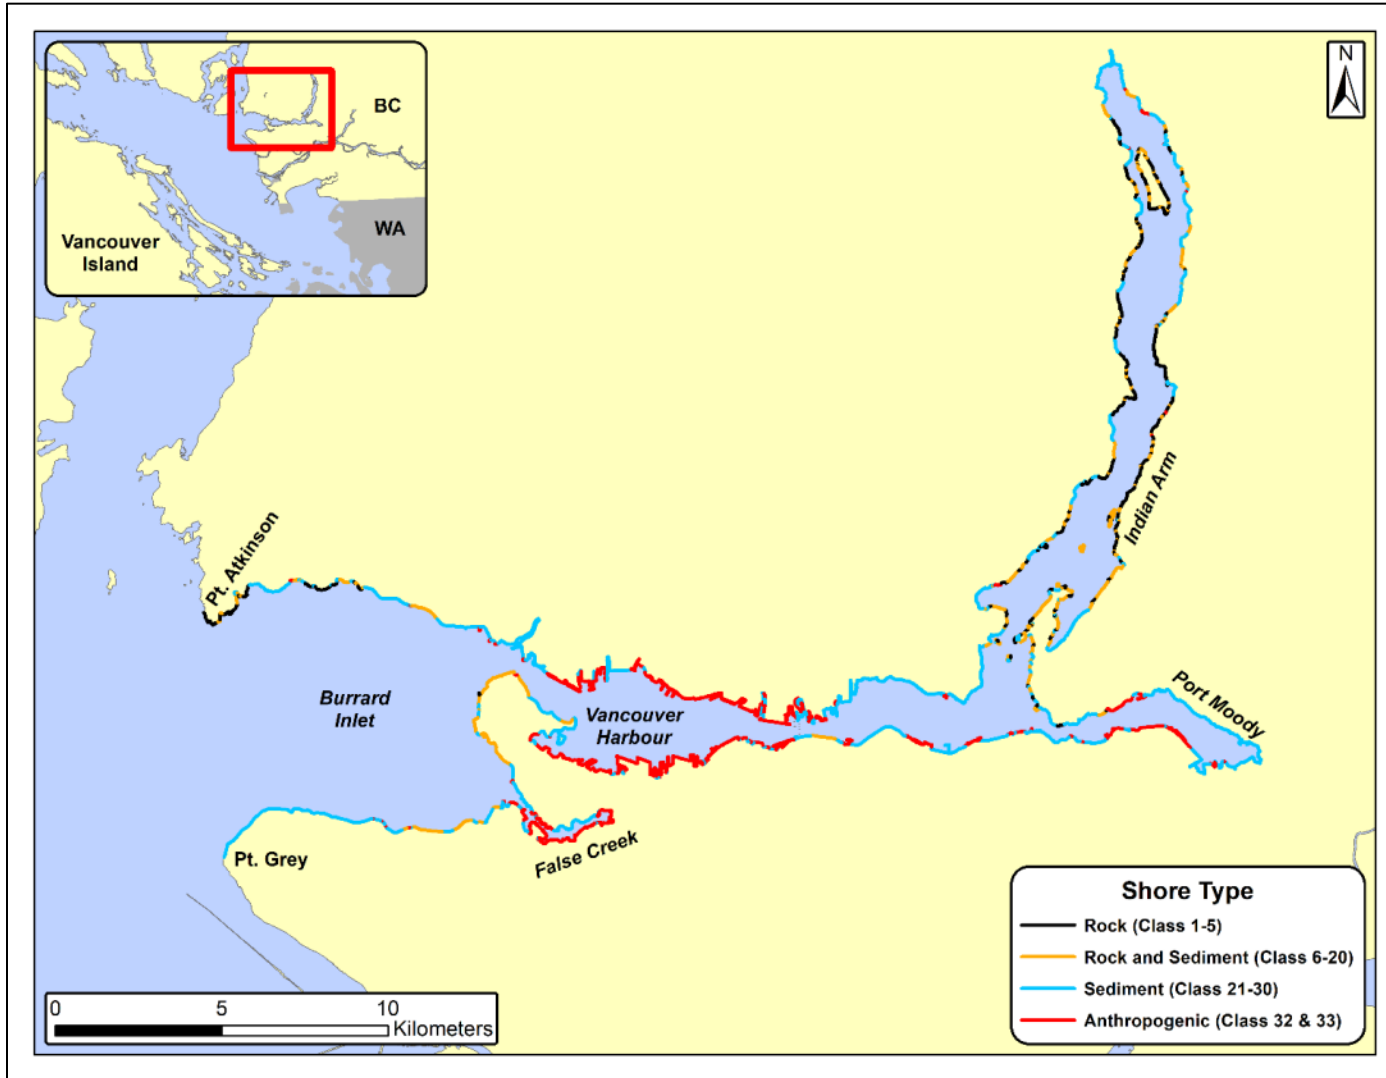 N
BC
WA
Vancouver
Island
Pt. Atkinson
Indian Arm
Burrard
Inlet
Vancouver
Harbour
Port Moody
False Creek
Pt. Grey
Shore Type
Rock (Class 1-5)
Rock and Sediment (Class 6-20)
Sediment (Class 21-30)
Anthropogenic (Class 32 & 33)
0 5 10
Kilometers